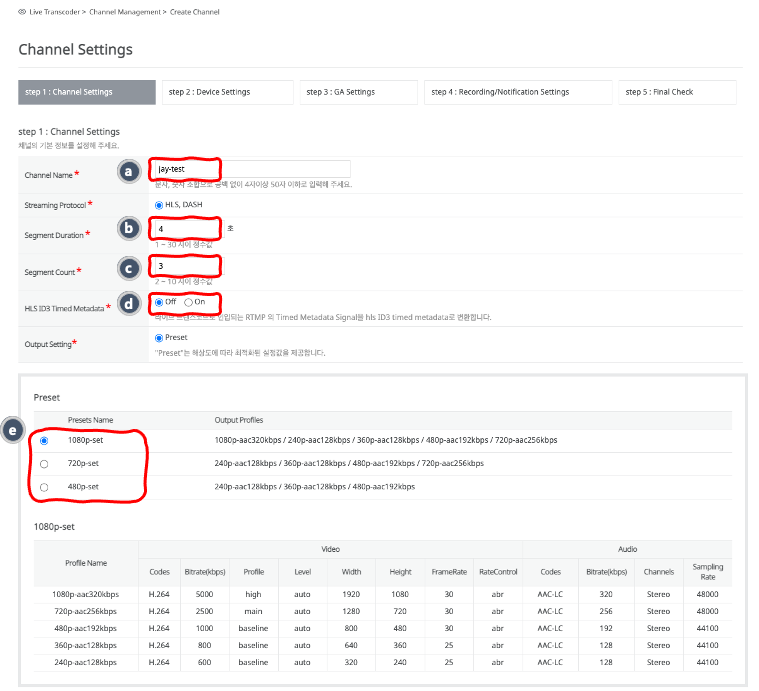 Live Transcoder > Channel Management > Create Channel
Channel Settings
step 1 : Channel Settings
step 2 : Device Settings
step 3 : GA Settings
step 4 : Recording/Notification Settings
step 5 : Final Check
step 1 : Channel Settings
채널의 기본 정보를 설정해 주세요.
Channel Name *
a
jay-test
문자, 숫자 조합으로 공백 없이 4자이상 50자 이하로 입력해 주세요.
Streaming Protocol *
HLS, DASH
Segment Duration *
b
4
초
1 ~ 30 사이 정수값
Segment Count *
c
3
2 ~ 10 사이 정수값
HLS ID3 Timed Metadata *
d
Off On
인입되는 RTMP 의 Timed Metadata Signal을 hls ID3 timed metadata로 변환합니다.
Output Setting*
Preset
"Preset"는 해상도에 따라 최적화된 설정값을 제공합니다.
Preset
e
Presets Name Output Profiles
1080p-set 1080p-aac320kbps / 240p-aac128kbps / 360p-aac128kbps / 480p-aac192kbps / 720p-aac256kbps
720p-set 240p-aac128kbps / 360p-aac128kbps / 480p-aac192kbps / 720p-aac256kbps
480p-set 240p-aac128kbps / 360p-aac128kbps / 480p-aac192kbps
1080p-set
Profile Name Video Audio
Codes Bitrate(kbps) Profile Level Width Height FrameRate RateControl Codes Bitrate(kbps) Channels Sampling Rate
1080p-aac320kbps H.264 5000 high auto 1920 1080 30 abr AAC-LC 320 Stereo 48000
720p-aac256kbps H.264 2500 main auto 1280 720 30 abr AAC-LC 256 Stereo 48000
480p-aac192kbps H.264 1000 baseline auto 800 480 30 abr AAC-LC 192 Stereo 44100
360p-aac128kbps H.264 800 baseline auto 640 360 25 abr AAC-LC 128 Stereo 44100
240p-aac128kbps H.264 600 baseline auto 320 240 25 abr AAC-LC 128 Stereo 44100